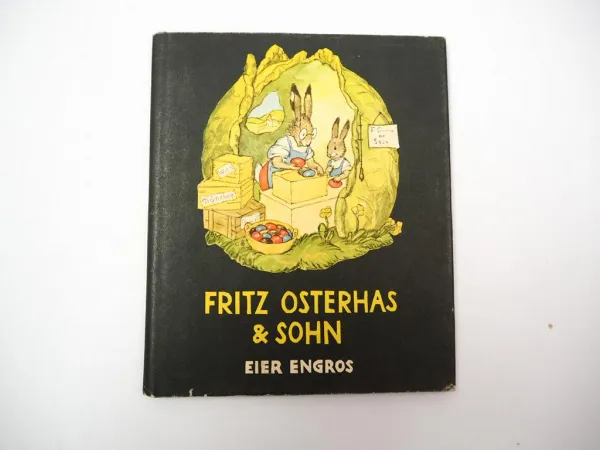 FRITZ OSTERHAS
& SOHN
EIER ENGROS